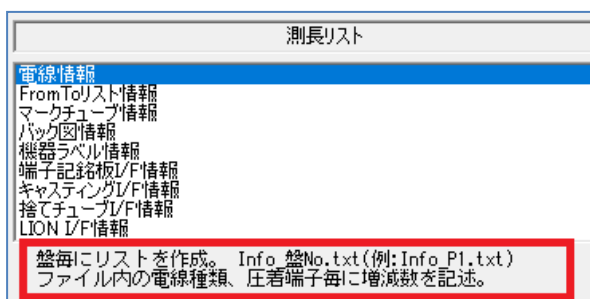 測長リスト
電線情報
FromToリスト情報
マークチューブ情報
バック図情報
機器ラベル情報
端子記銘板I/F情報
キャスティングI/F情報
捨てチューブI/F情報
LION I/F情報
盤毎にリストを作成。 Info_盤No.txt(例:Info_P1.txt)
ファイル内の電線種類、圧着端子毎に増減数を記述。